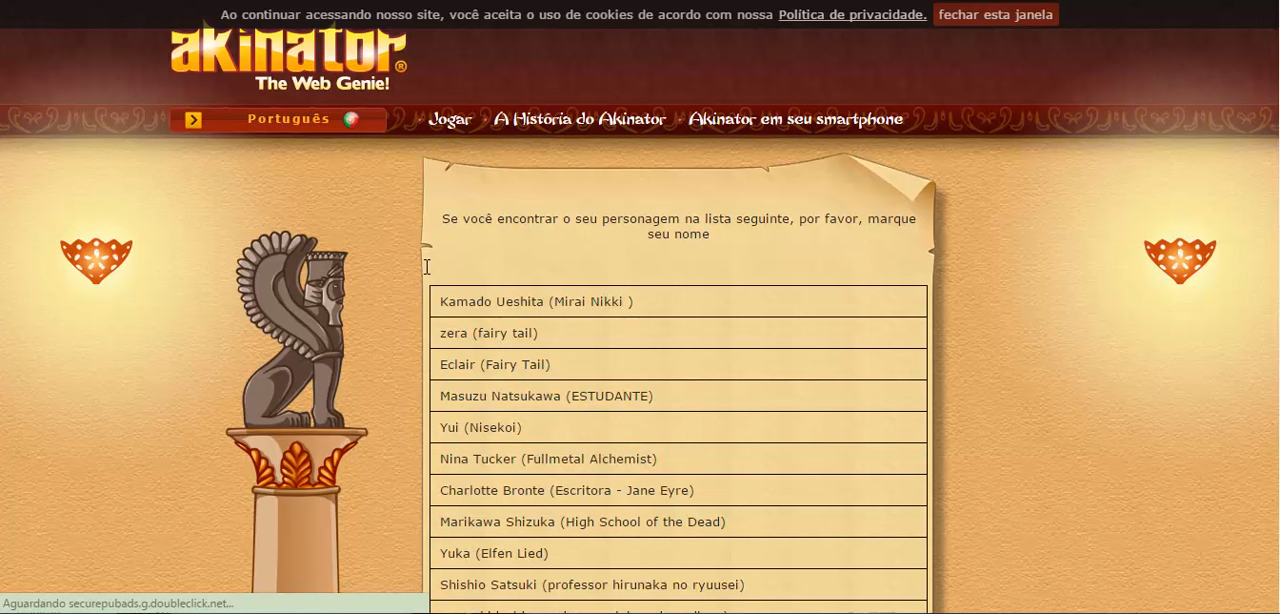 Ao continuar acessando nosso site, você aceita o uso de cookies de acordo com nossa Política de privacidade. fechar esta janela
akinator®
The Web Genie!
Português
· Jogar · A História do Akinator · Akinator em seu smartphone
Se você encontrar o seu personagem na lista seguinte, por favor, marque
seu nome
Kamado Ueshita (Mirai Nikki )
zera (fairy tail)
Eclair (Fairy Tail)
Masuzu Natsukawa (ESTUDANTE)
Yui (Nisekoi)
Nina Tucker (Fullmetal Alchemist)
Charlotte Bronte (Escritora - Jane Eyre)
Marikawa Shizuka (High School of the Dead)
Yuka (Elfen Lied)
Shishio Satsuki (professor hirunaka no ryuusei)
Aguardando securepubads.g.doubleclick.net...